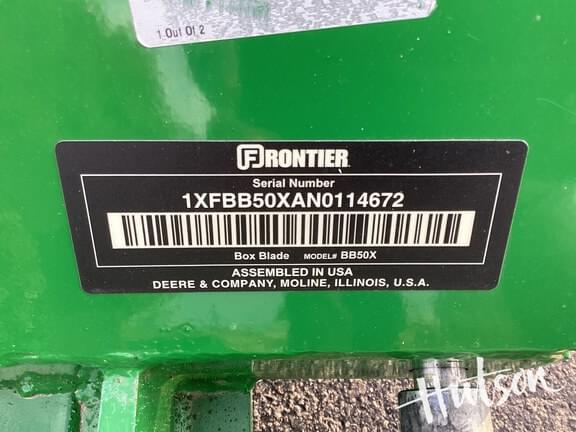 1 Out Of 2
FRONTIER
Serial Number
1XFBB50XAN0114672
Box Blade MODEL# BB50X
ASSEMBLED IN USA
DEERE & COMPANY, MOLINE, ILLINOIS, U.S.A.
Hutson